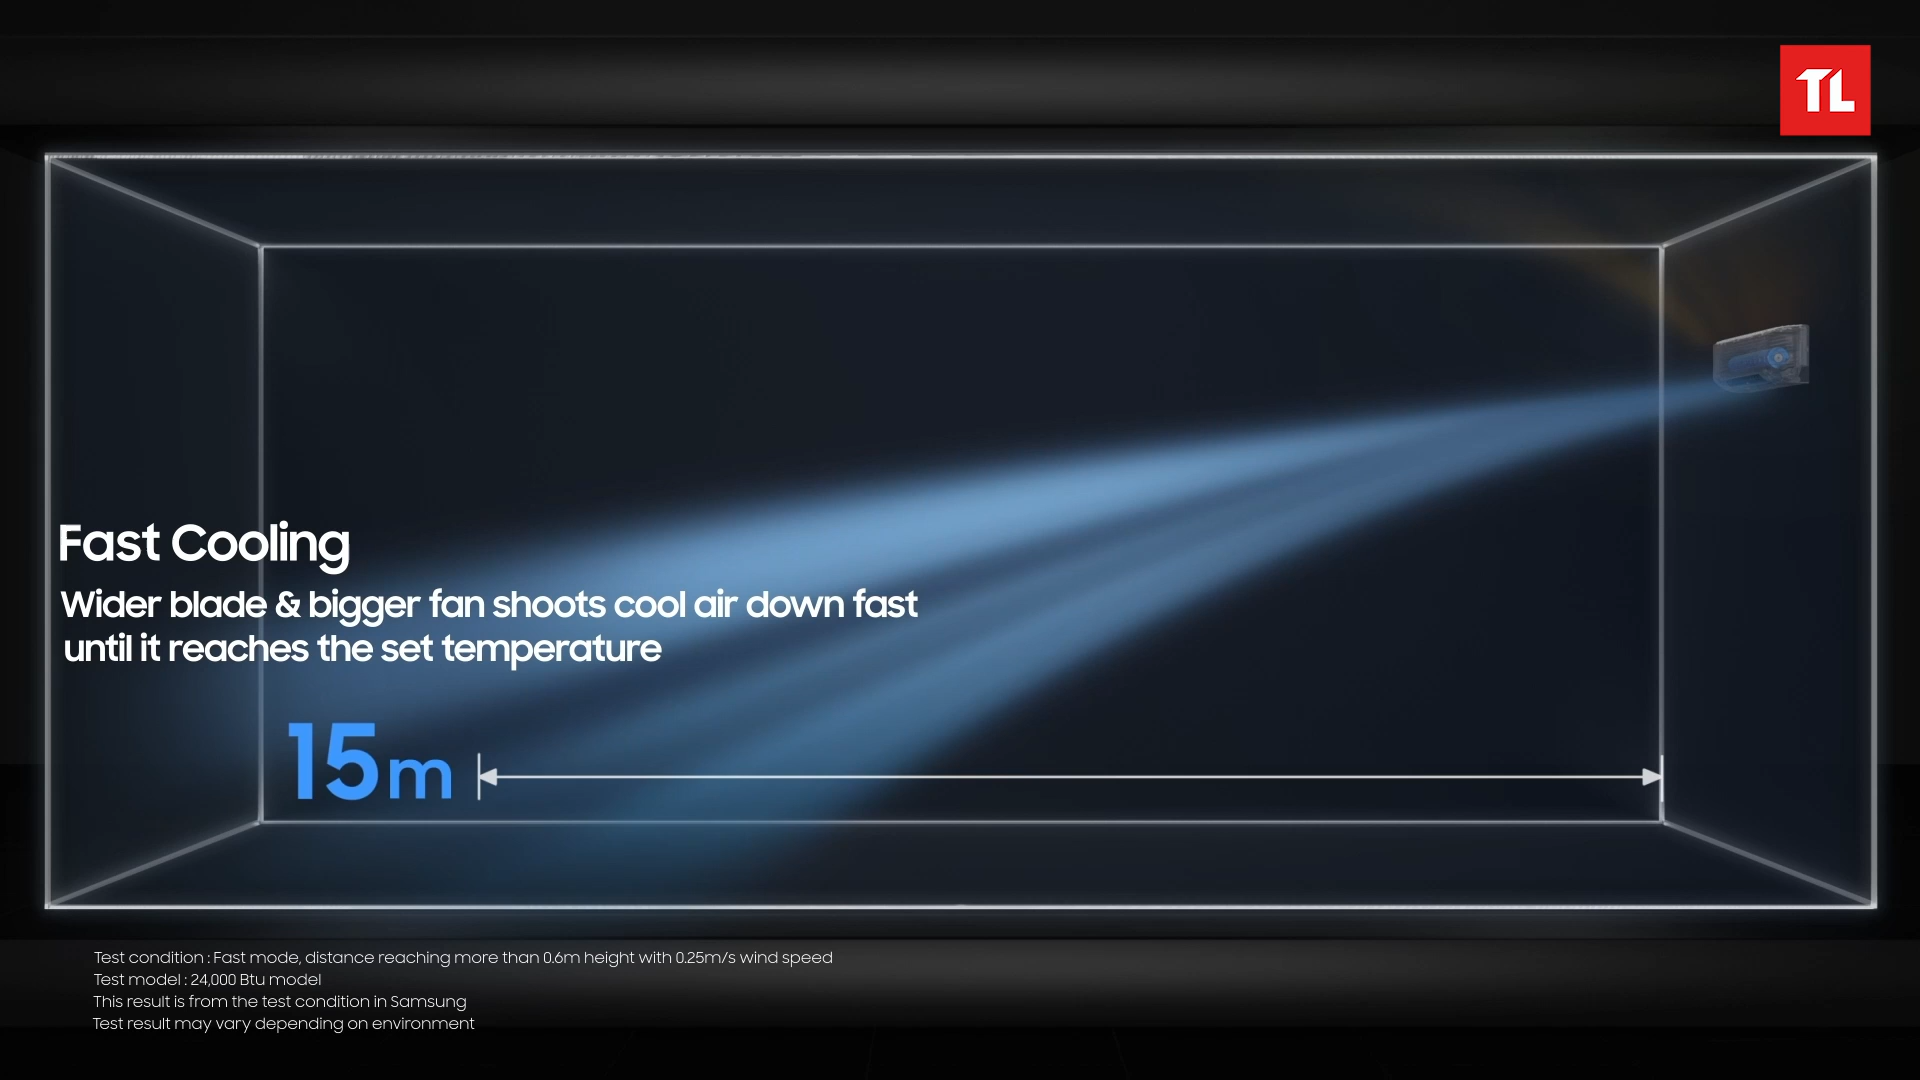 TL
Fast Cooling
Wider blade & bigger fan shoots cool air down fast
until it reaches the set temperature
15m
Test condition : Fast mode, distance reaching more than 0.6m height with 0.25m/s wind speed
Test model : 24,000 Btu model
This result is from the test condition in Samsung
Test result may vary depending on environment